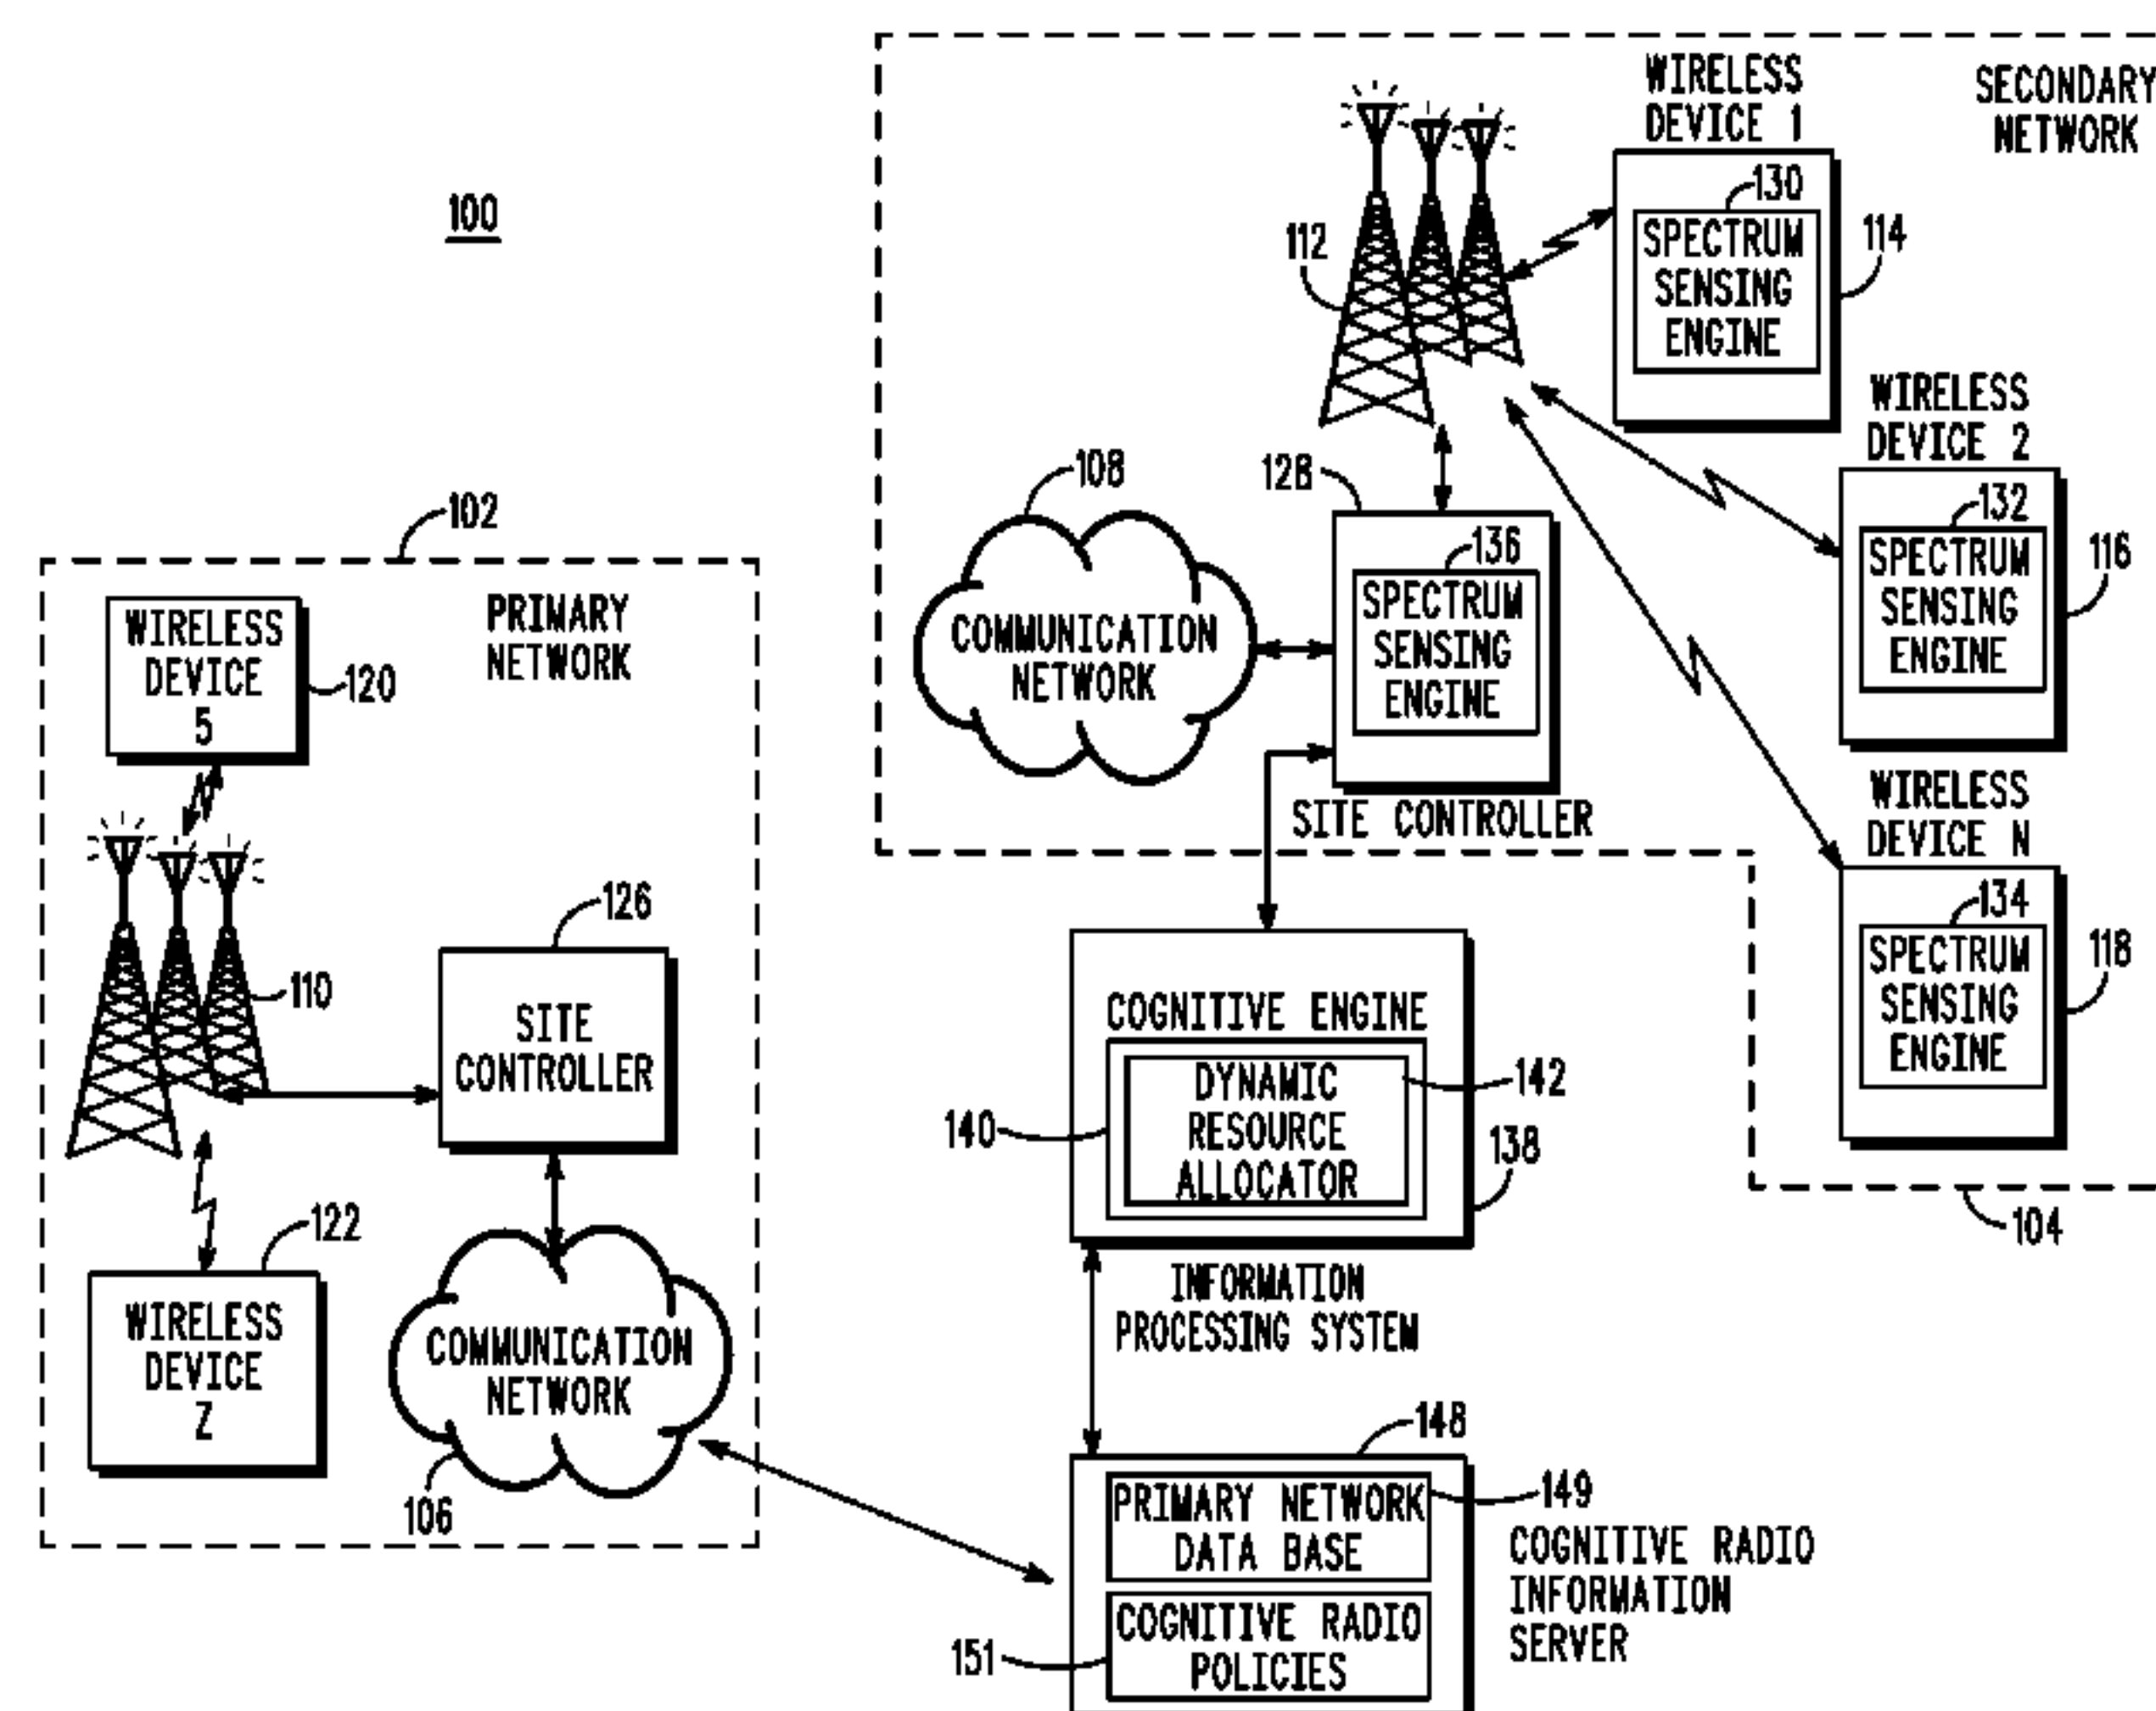 100
102
PRIMARY
NETWORK
WIRELESS
DEVICE
5
120
110
126
SITE
CONTROLLER
122
WIRELESS
DEVICE
Z
COMMUNICATION
NETWORK
106
SECONDARY
NETWORK
WIRELESS
DEVICE 1
130
SPECTRUM
SENSING
ENGINE
114
112
WIRELESS
DEVICE 2
132
SPECTRUM
SENSING
ENGINE
116
108
COMMUNICATION
NETWORK
128
136
SPECTRUM
SENSING
ENGINE
SITE CONTROLLER
WIRELESS
DEVICE N
134
SPECTRUM
SENSING
ENGINE
118
104
COGNITIVE ENGINE
DYNAMIC
RESOURCE
ALLOCATOR
142
140
138
INFORMATION
PROCESSING SYSTEM
148
PRIMARY NETWORK
DATA BASE
149
COGNITIVE RADIO
INFORMATION
SERVER
COGNITIVE RADIO
POLICIES
151